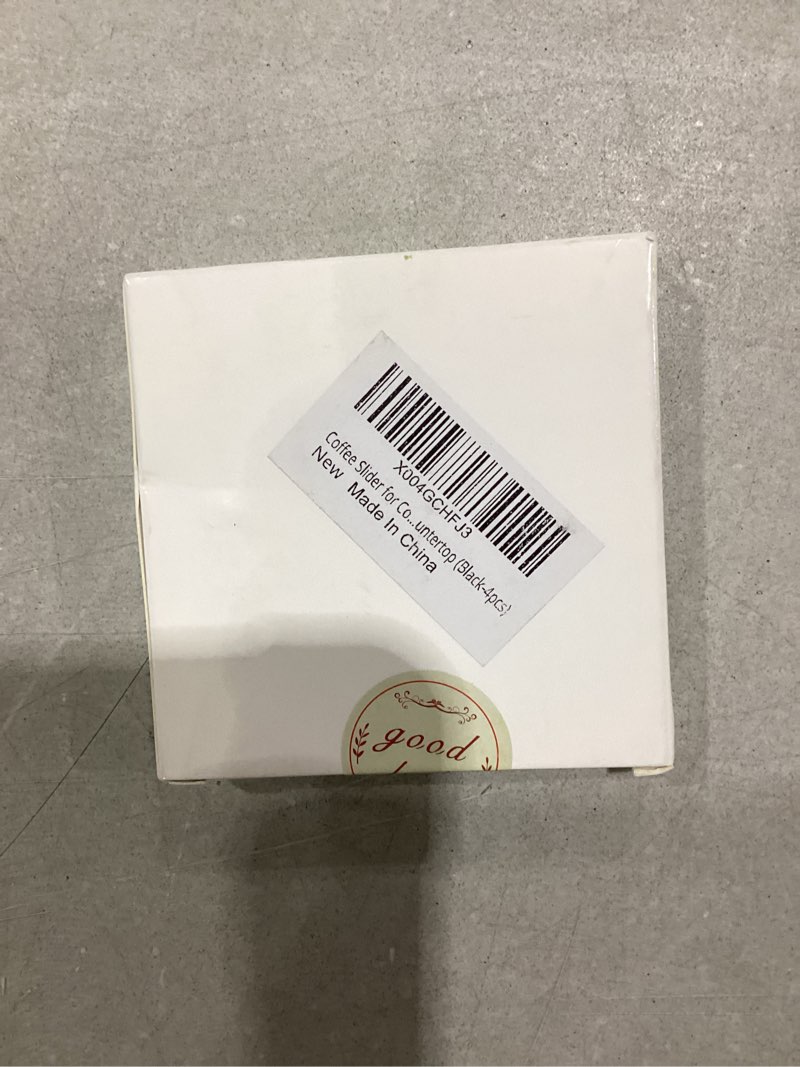 X004GCHFJ3
Coffee Slider for Co...untertop (Black-4pcs)
New Made In China
good